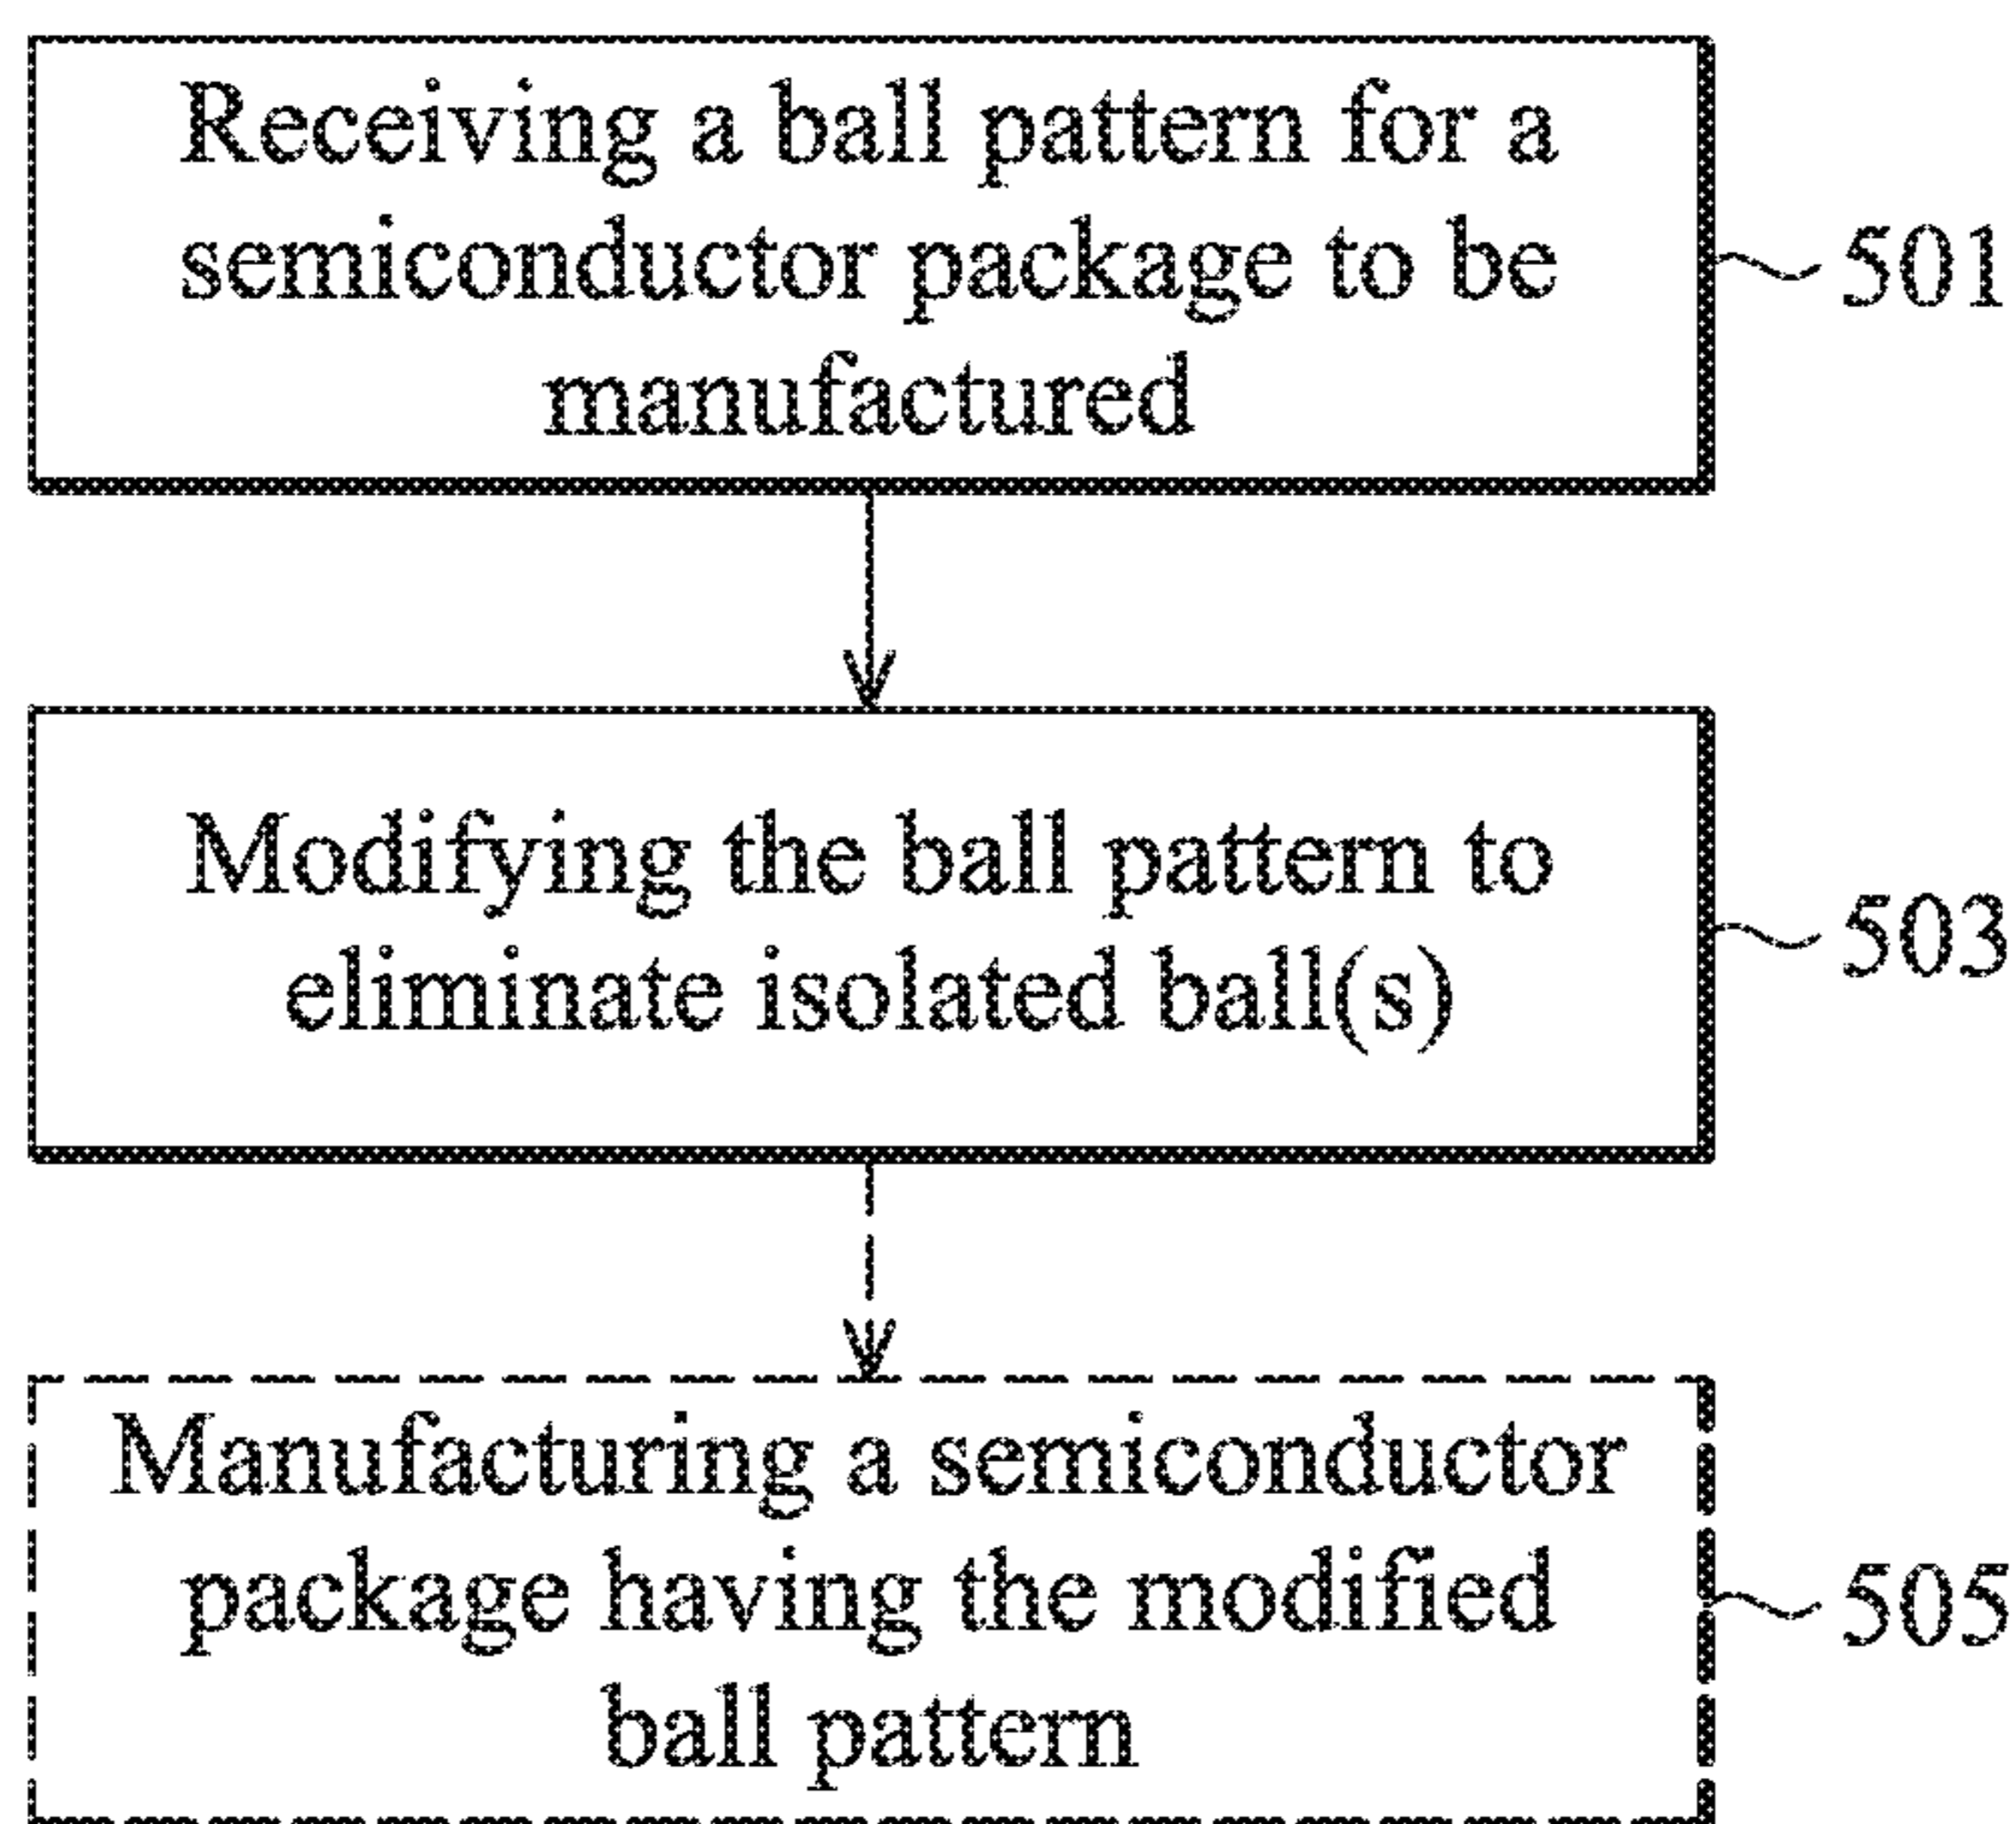 Receiving a ball pattern for a
semiconductor package to be
manufactured
501
Modifying the ball pattern to
eliminate isolated ball(s)
503
Manufacturing a semiconductor
package having the modified
ball pattern
505